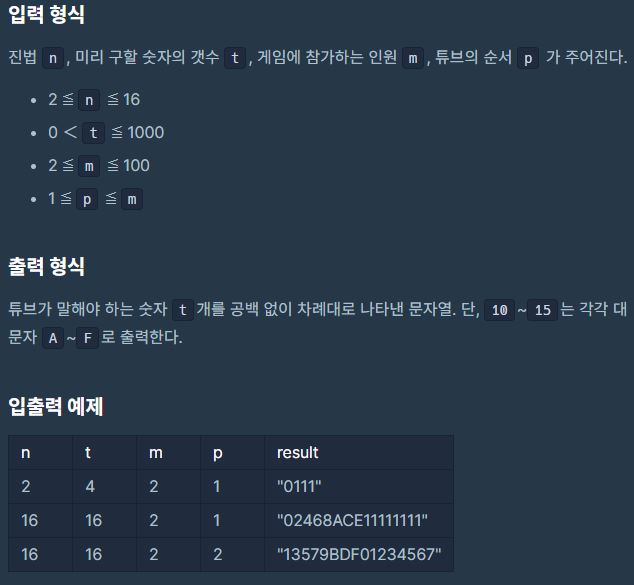 입력 형식
진법 n, 미리 구할 숫자의 갯수 t, 게임에 참가하는 인원 m, 튜브의 순서 p 가 주어진다.
• 2 ≦ n ≦ 16
• 0 ＜ t ≦ 1000
• 2 ≦ m ≦ 100
• 1 ≦ p ≦ m
출력 형식
튜브가 말해야 하는 숫자 t개를 공백 없이 차례대로 나타낸 문자열. 단, 10~15는 각각 대
문자 A~F로 출력한다.
입출력 예제
n t m p result
2 4 2 1 "0111"
16 16 2 1 "02468ACE11111111"
16 16 2 2 "13579BDF01234567"